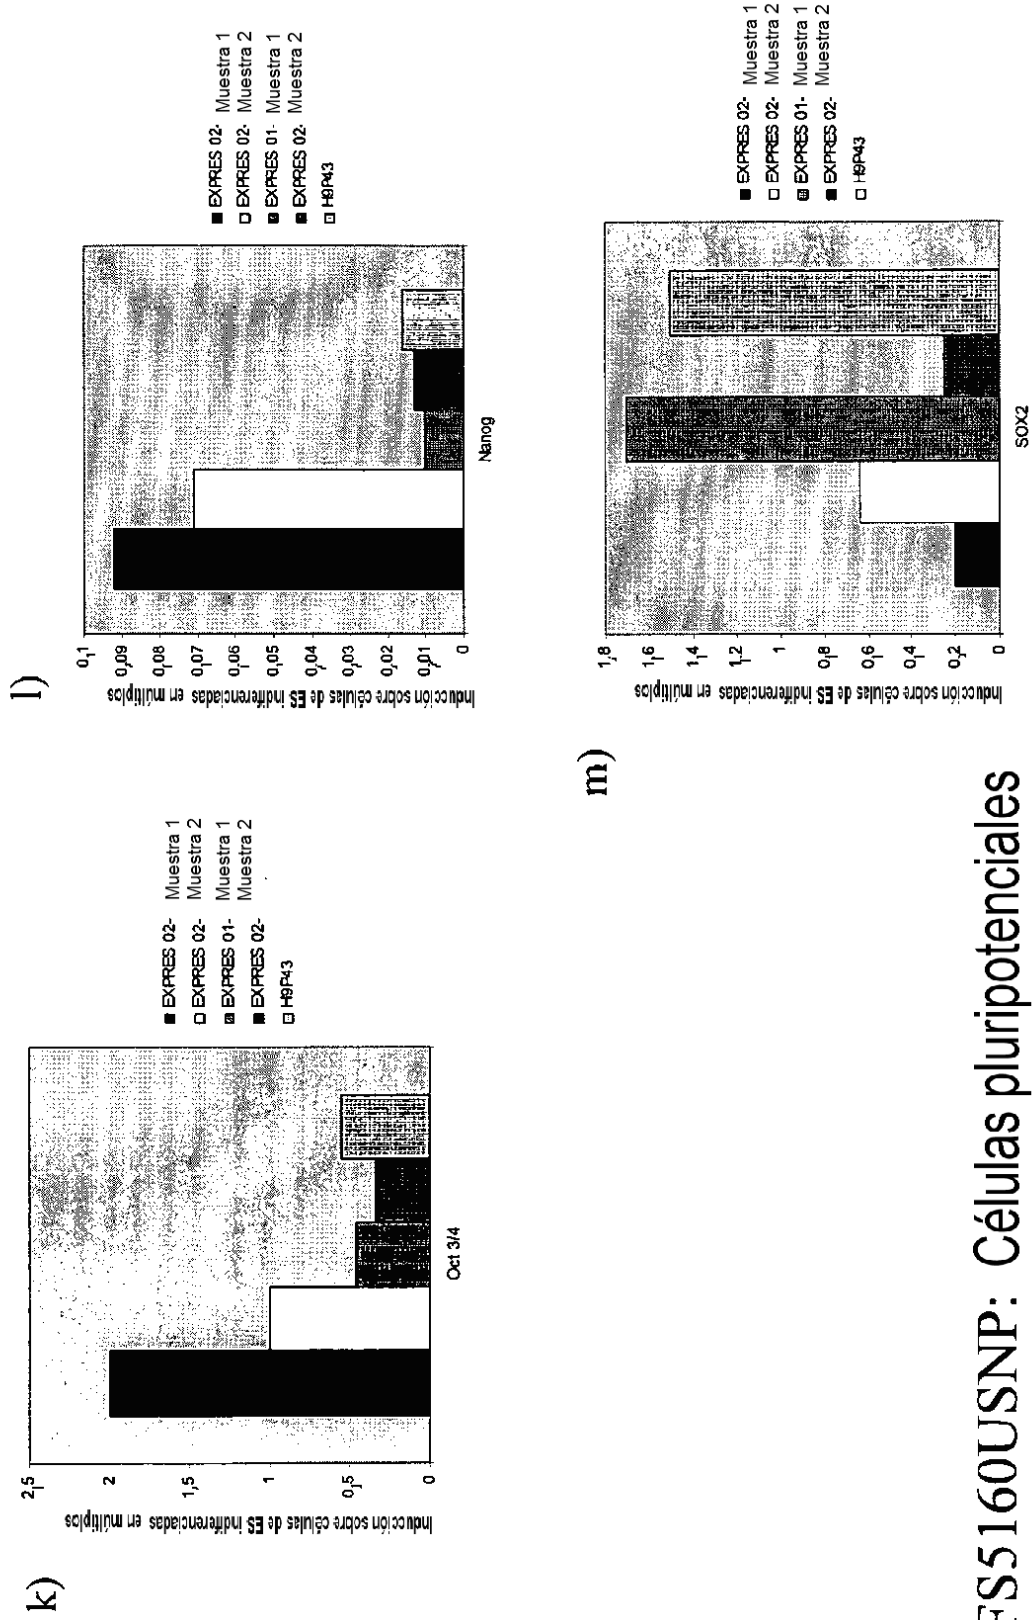 k)
Inducción sobre células de ES indiferenciadas en múltiplos
2,5
2
1,5
1
0,5
0
Oct 3/4
EXPRES 02- Muestra 1
EXPRES 02- Muestra 2
EXPRES 01- Muestra 1
EXPRES 02- Muestra 2
H9P43
l)
Inducción sobre células de ES indiferenciadas en múltiplos
0,1
0,09
0,08
0,07
0,06
0,05
0,04
0,03
0,02
0,01
0
Nanog
EXPRES 02- Muestra 1
EXPRES 02- Muestra 2
EXPRES 01- Muestra 1
EXPRES 02- Muestra 2
H9P43
m)
Inducción sobre células de ES indiferenciadas en múltiplos
1,8
1,6
1,4
1,2
1
0,8
0,6
0,4
0,2
0
SOX2
EXPRES 02- Muestra 1
EXPRES 02- Muestra 2
EXPRES 01- Muestra 1
EXPRES 02- Muestra 2
H9P43
FS5160USNP: Células pluripotenciales